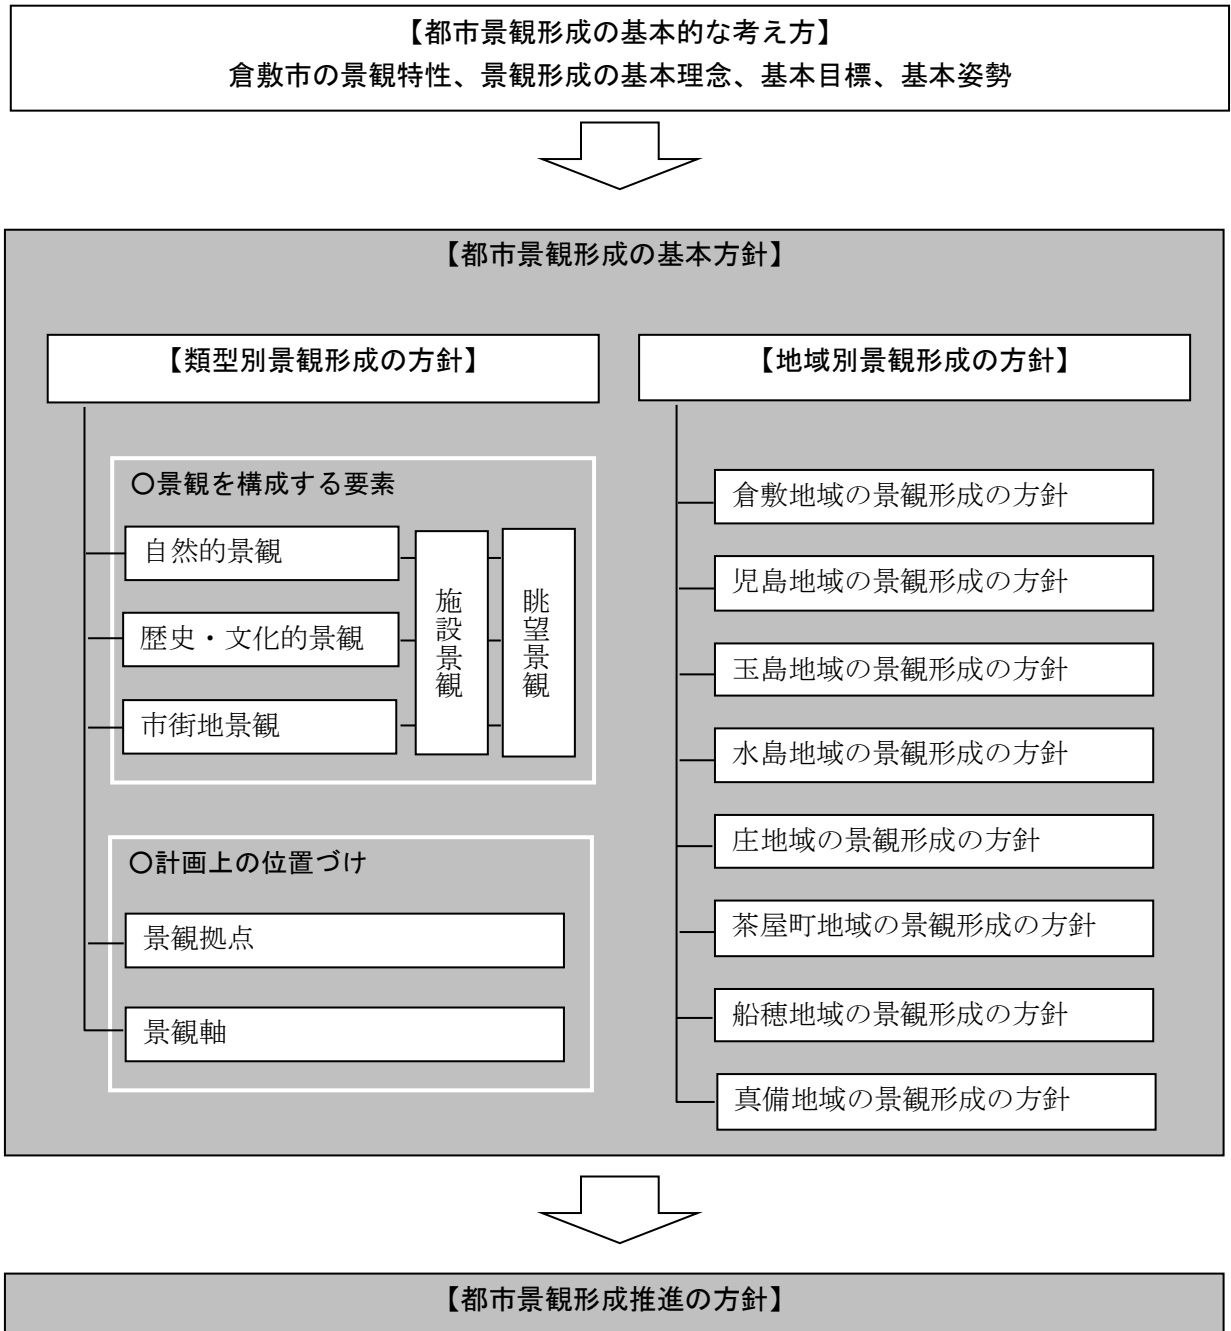 【都市景観形成の基本的な考え方】
倉敷市の景観特性、景観形成の基本理念、基本目標、基本姿勢
【都市景観形成の基本方針】
【類型別景観形成の方針】
〇景観を構成する要素
自然的景観
歴史・文化的景観
市街地景観
施設景観
眺望景観
〇計画上の位置づけ
景観拠点
景観軸
【地域別景観形成の方針】
倉敷地域の景観形成の方針
児島地域の景観形成の方針
玉島地域の景観形成の方針
水島地域の景観形成の方針
庄地域の景観形成の方針
茶屋町地域の景観形成の方針
船穂地域の景観形成の方針
真備地域の景観形成の方針
【都市景観形成推進の方針】